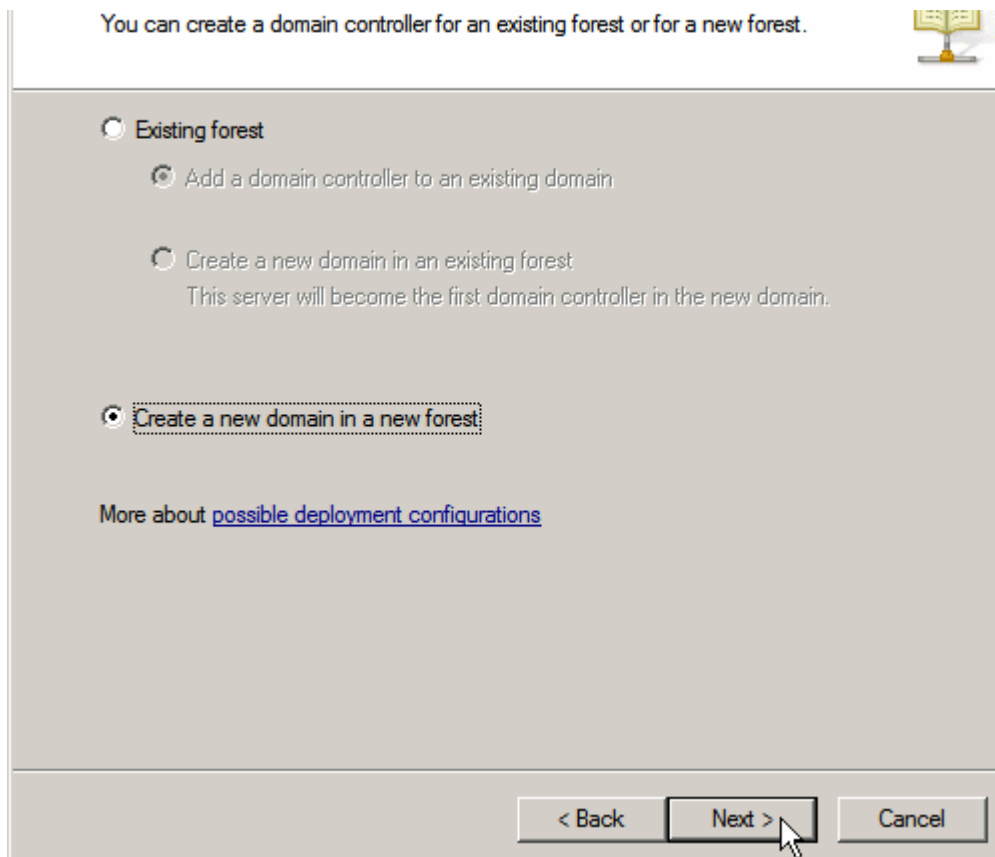 You can create a domain controller for an existing forest or for a new forest.
Existing forest
Add a domain controller to an existing domain
Create a new domain in an existing forest
This server will become the first domain controller in the new domain.
Create a new domain in a new forest
More about possible deployment configurations
< Back Next > Cancel